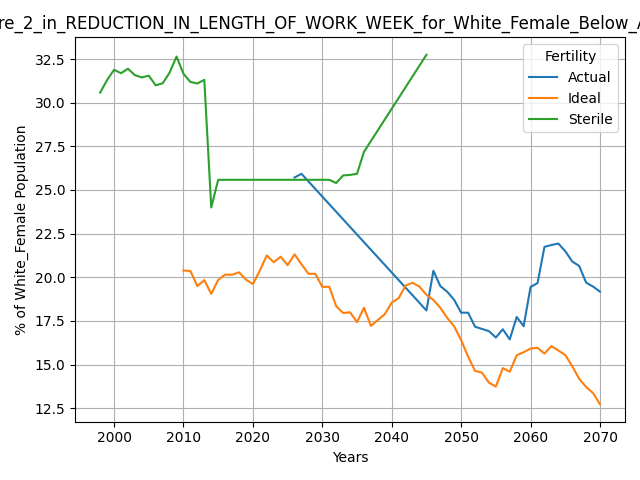 re_2_in_REDUCTION_IN_LENGTH_OF_WORK_WEEK_for_White_Female_Below_A
Fertility
Actual
Ideal
Sterile
% of White_Female Population
32.5
30.0
27.5
25.0
22.5
20.0
17.5
15.0
12.5
2000
2010
2020
2030
2040
2050
2060
2070
Years